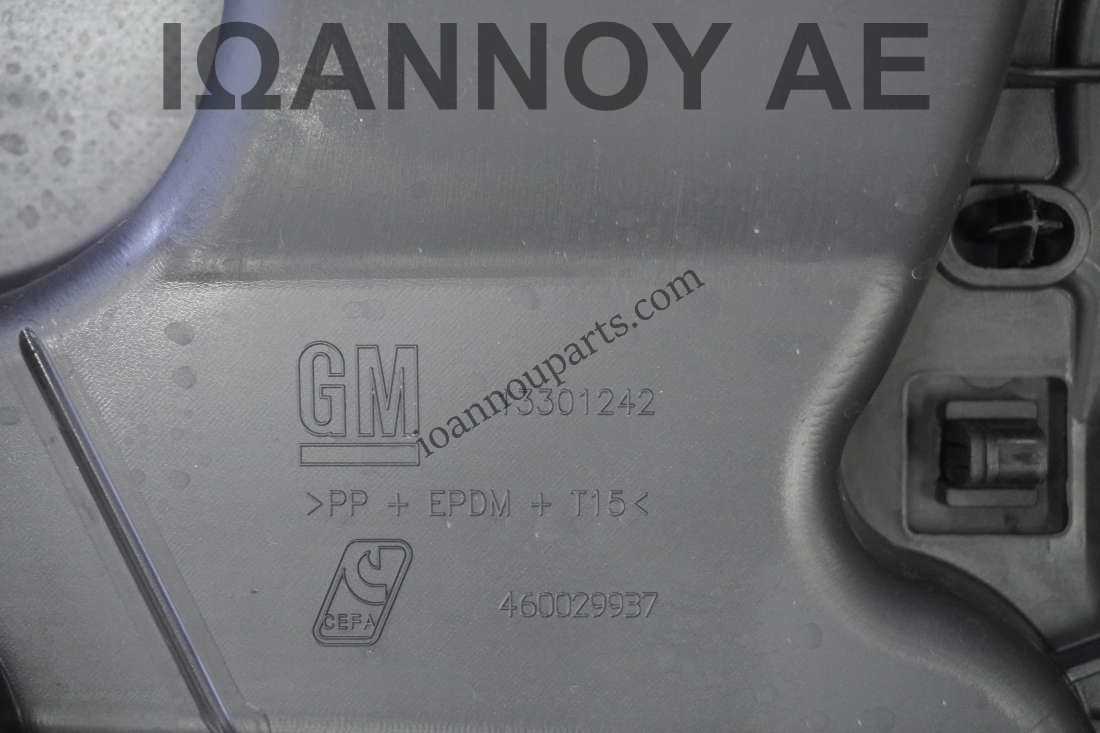 ΙΩΑΝΝΟΥ ΑΕ
ioannouparts.com
GM 13301242
>PP + EPDM + T15<
CEFA 460029937